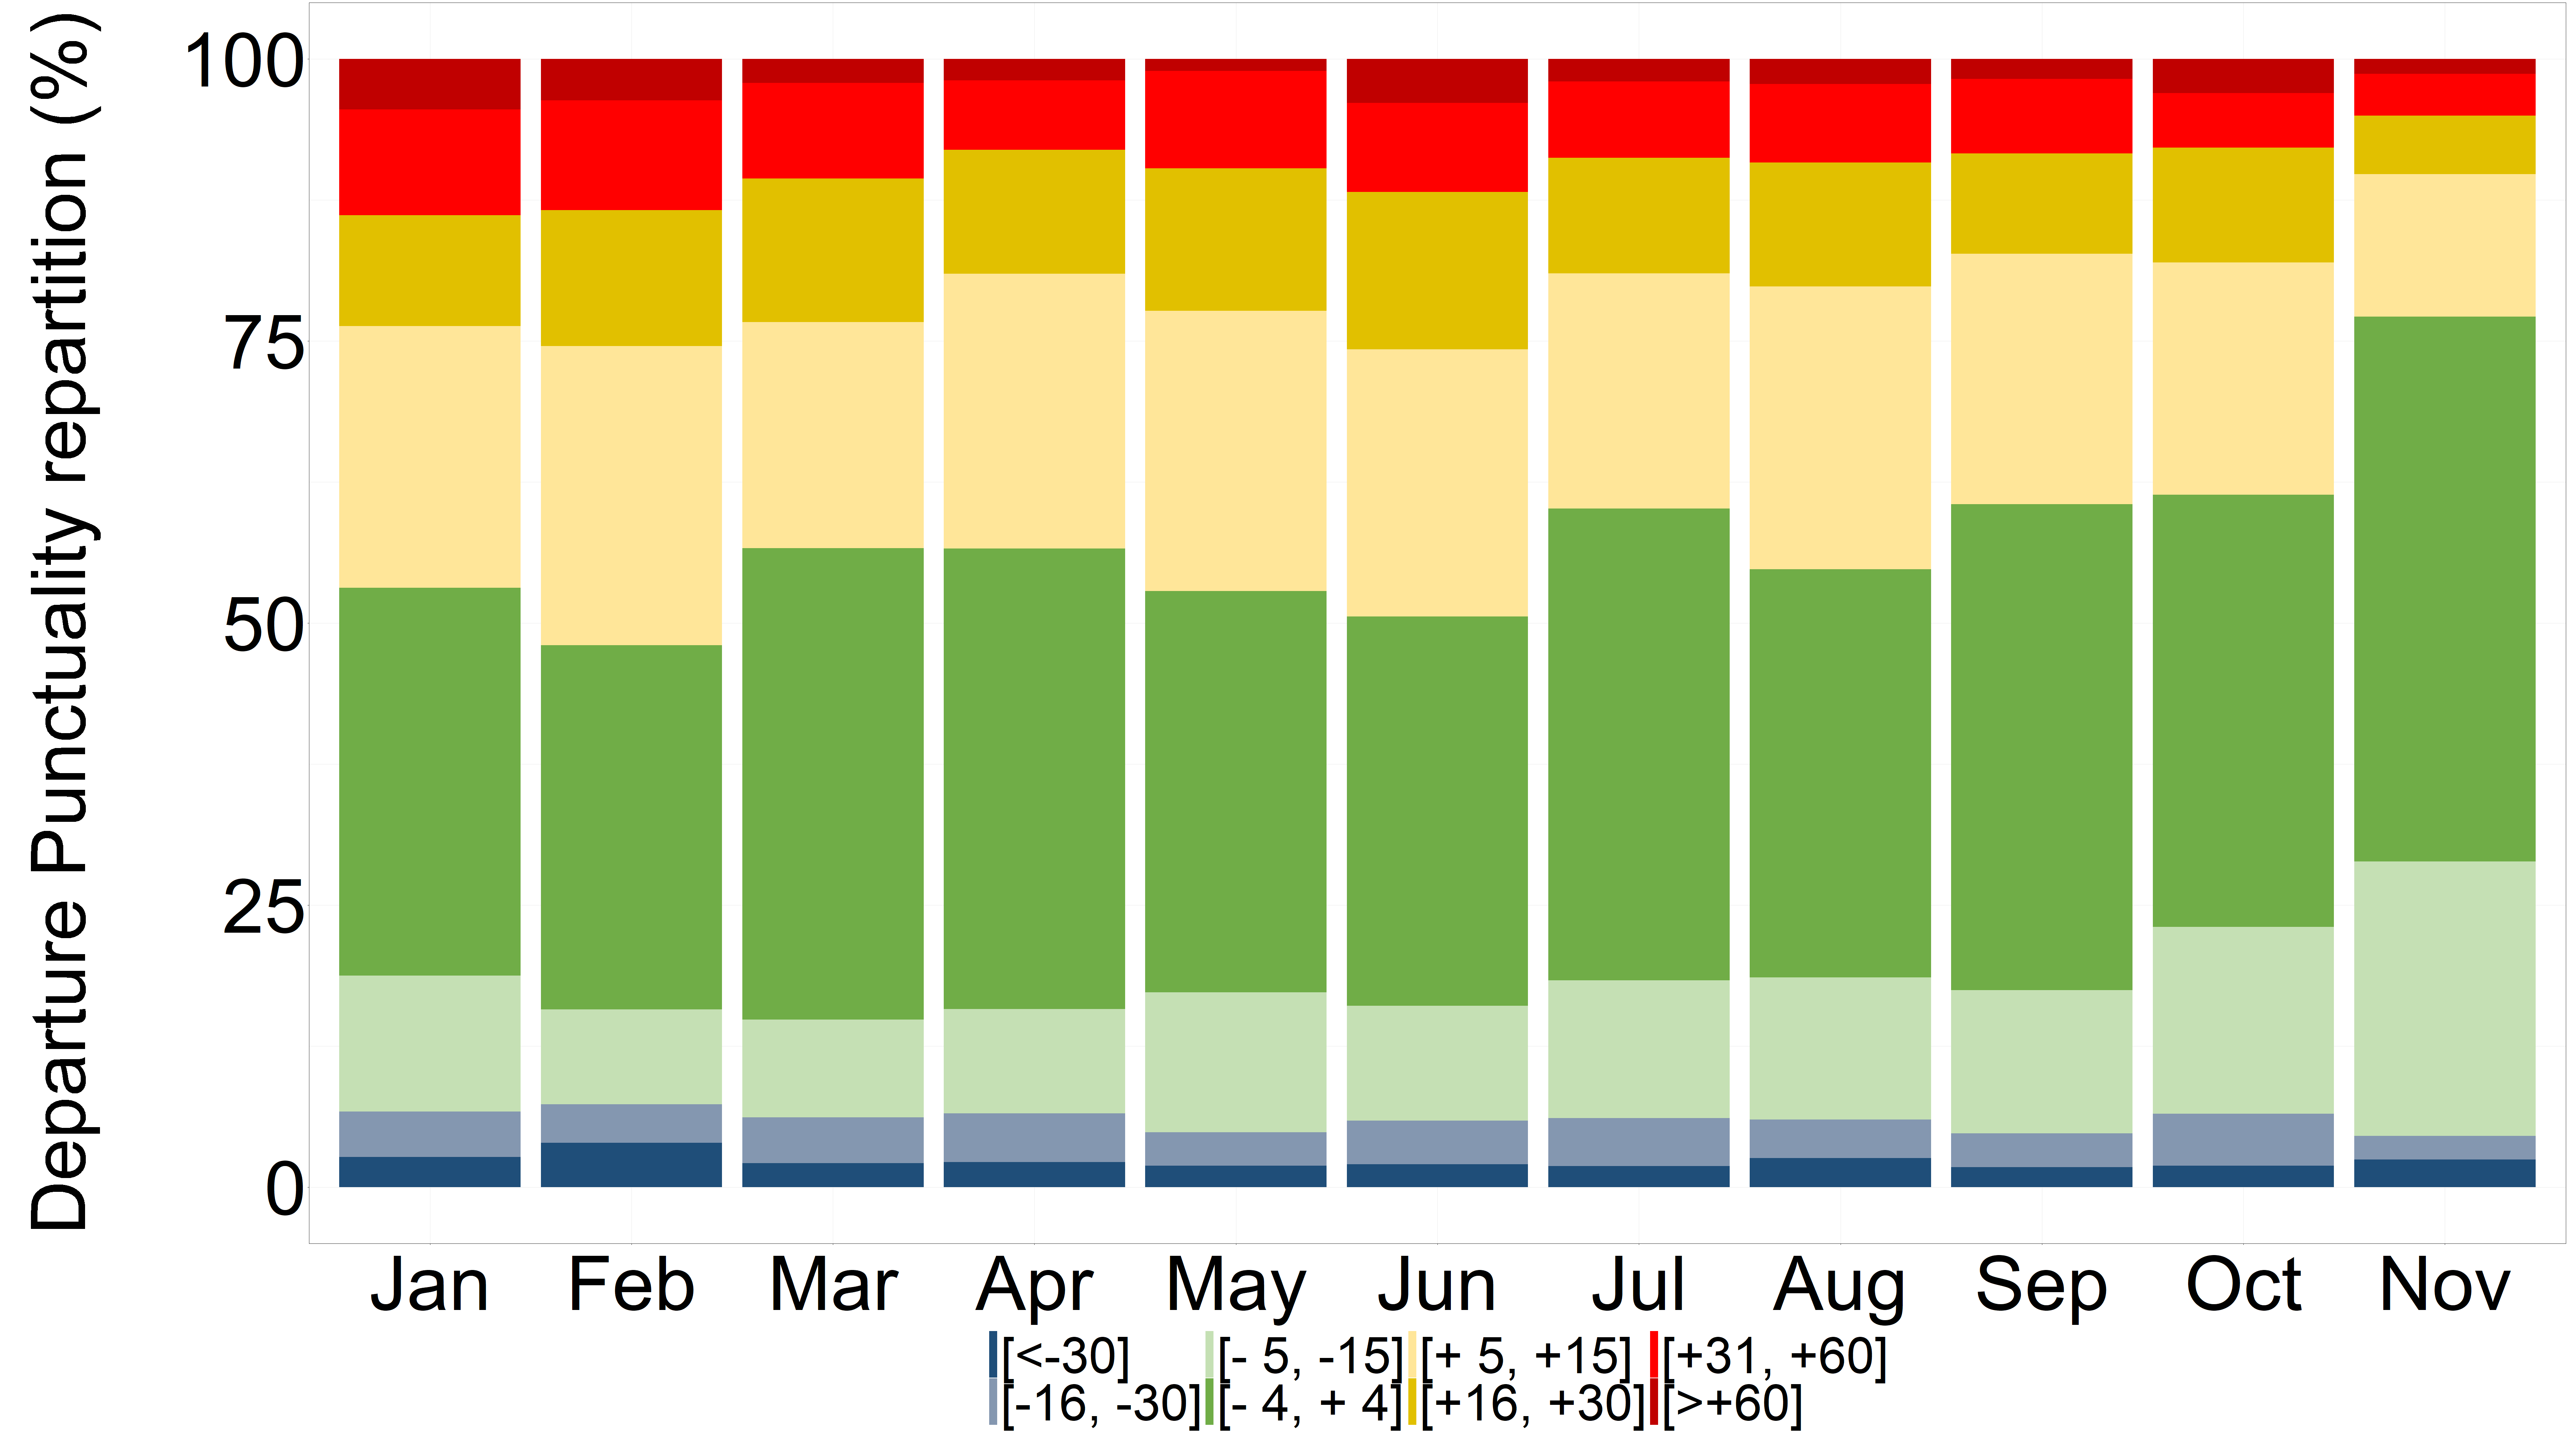 Departure Punctuality repartition (%)
100
75
50
25
0
Jan Feb Mar Apr May Jun Jul Aug Sep Oct Nov
[<-30] [- 5, -15] [+ 5, +15] [+31, +60]
[-16, -30] [- 4, + 4] [+16, +30] [>+60]